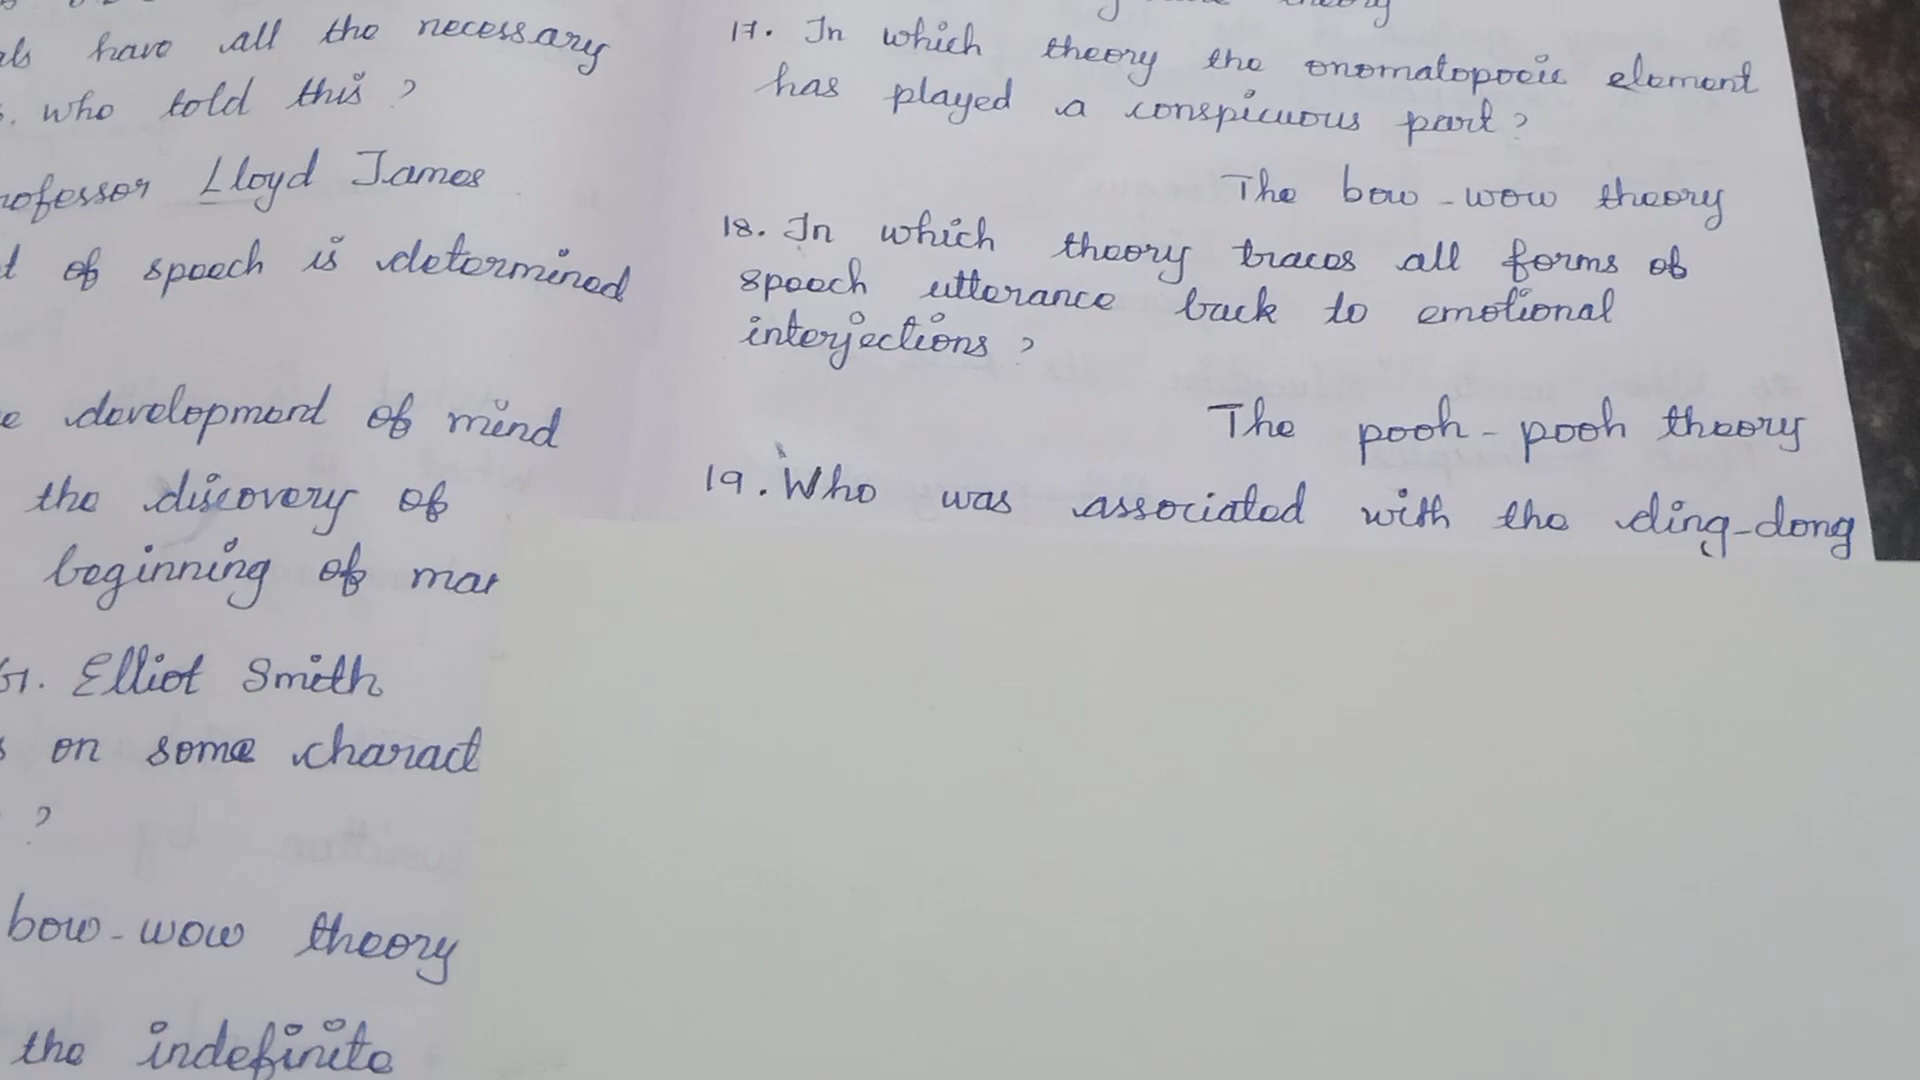 have all the necessary
who told this ?
Professor Lloyd James
of speech is determined
development of mind
the discovery of
beginning of
G. Elliot Smith
on some charact
?
bow-wow theory
the indefinite
theory
17. In which theory the onomatopoeic element
has played a conspicuous part ?
The bow-wow theory
18. In which theory traces all forms of
speech utterance back to emotional
interjections ?
The pooh-pooh theory
19. Who was associated with the ding-dong